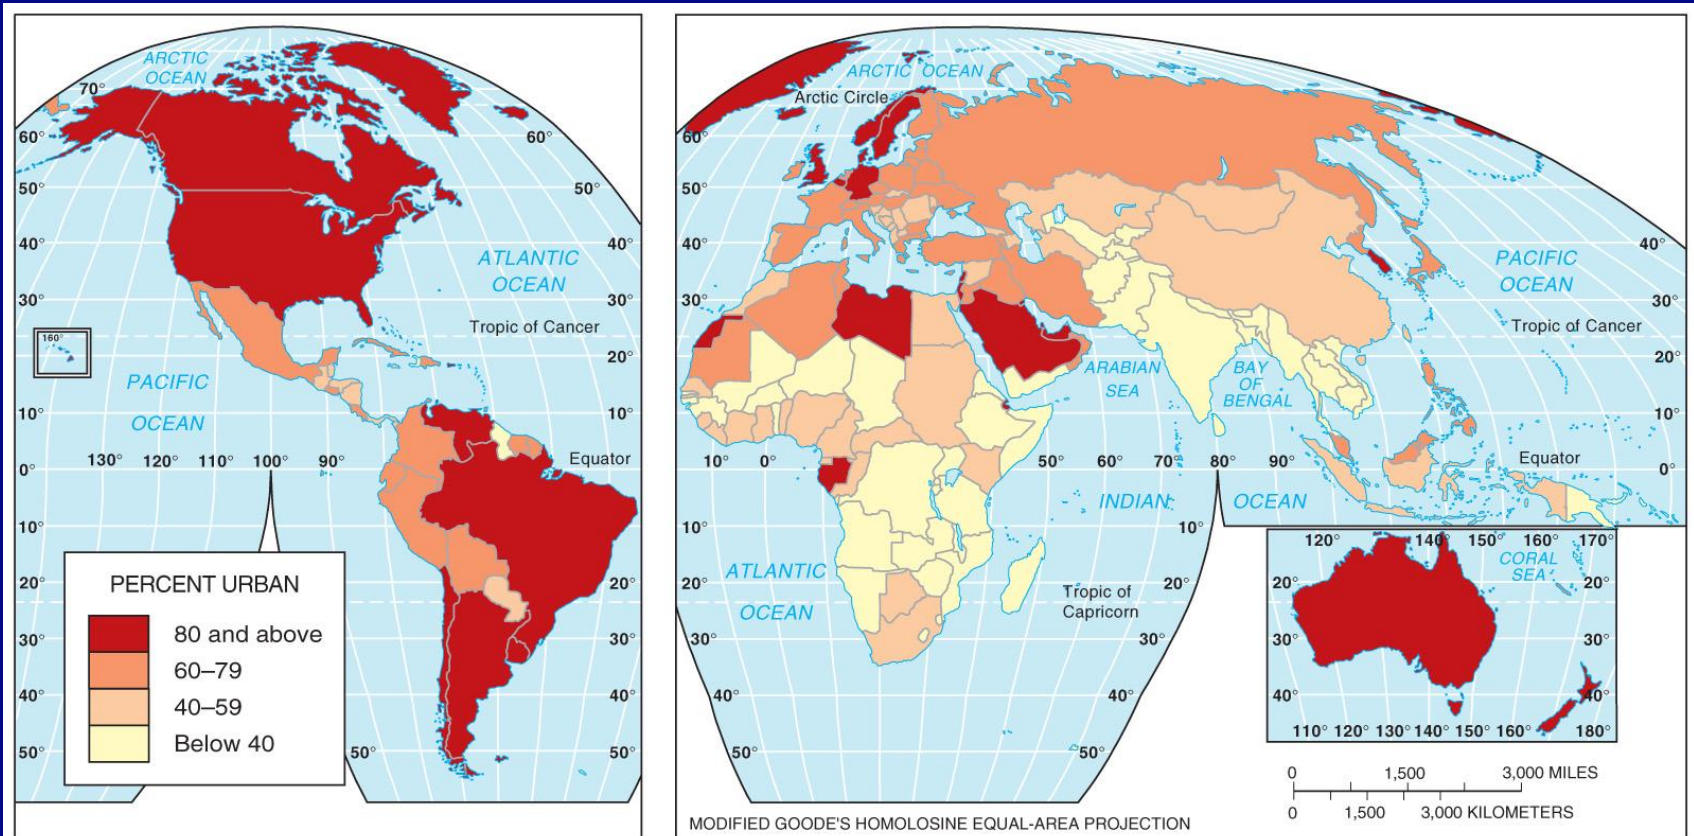 ARCTIC
OCEAN
70°
60°
60°
50°
50°
40°
40°
ATLANTIC
OCEAN
30°
30°
Tropic of Cancer
160°
20°
20°
PACIFIC
OCEAN
10°
10°
130° 120° 110° 100° 90°
0°
Equator
0°
10°
10°
20°
20°
30°
30°
40°
40°
50°
50°
50°
PERCENT URBAN
80 and above
60–79
40–59
Below 40
ARCTIC OCEAN
Arctic Circle
60°
50°
40°
40°
PACIFIC
OCEAN
30°
30°
Tropic of Cancer
20°
20°
ARABIAN
SEA
BAY
OF
BENGAL
10°
10°
Equator
10° 0°
50° 60° 70° 80° 90°
0°
INDIAN OCEAN
10°
10°
ATLANTIC
OCEAN
20°
Tropic of
Capricorn
30°
30°
40°
40°
50°
50°
120° 140° 150° 160° 170°
CORAL
SEA
20°
20°
30°
30°
40°
40°
110° 120° 130° 140° 150° 160° 180°
0 1,500 3,000 MILES
0 1,500 3,000 KILOMETERS
MODIFIED GOODE'S HOMOLOSINE EQUAL-AREA PROJECTION